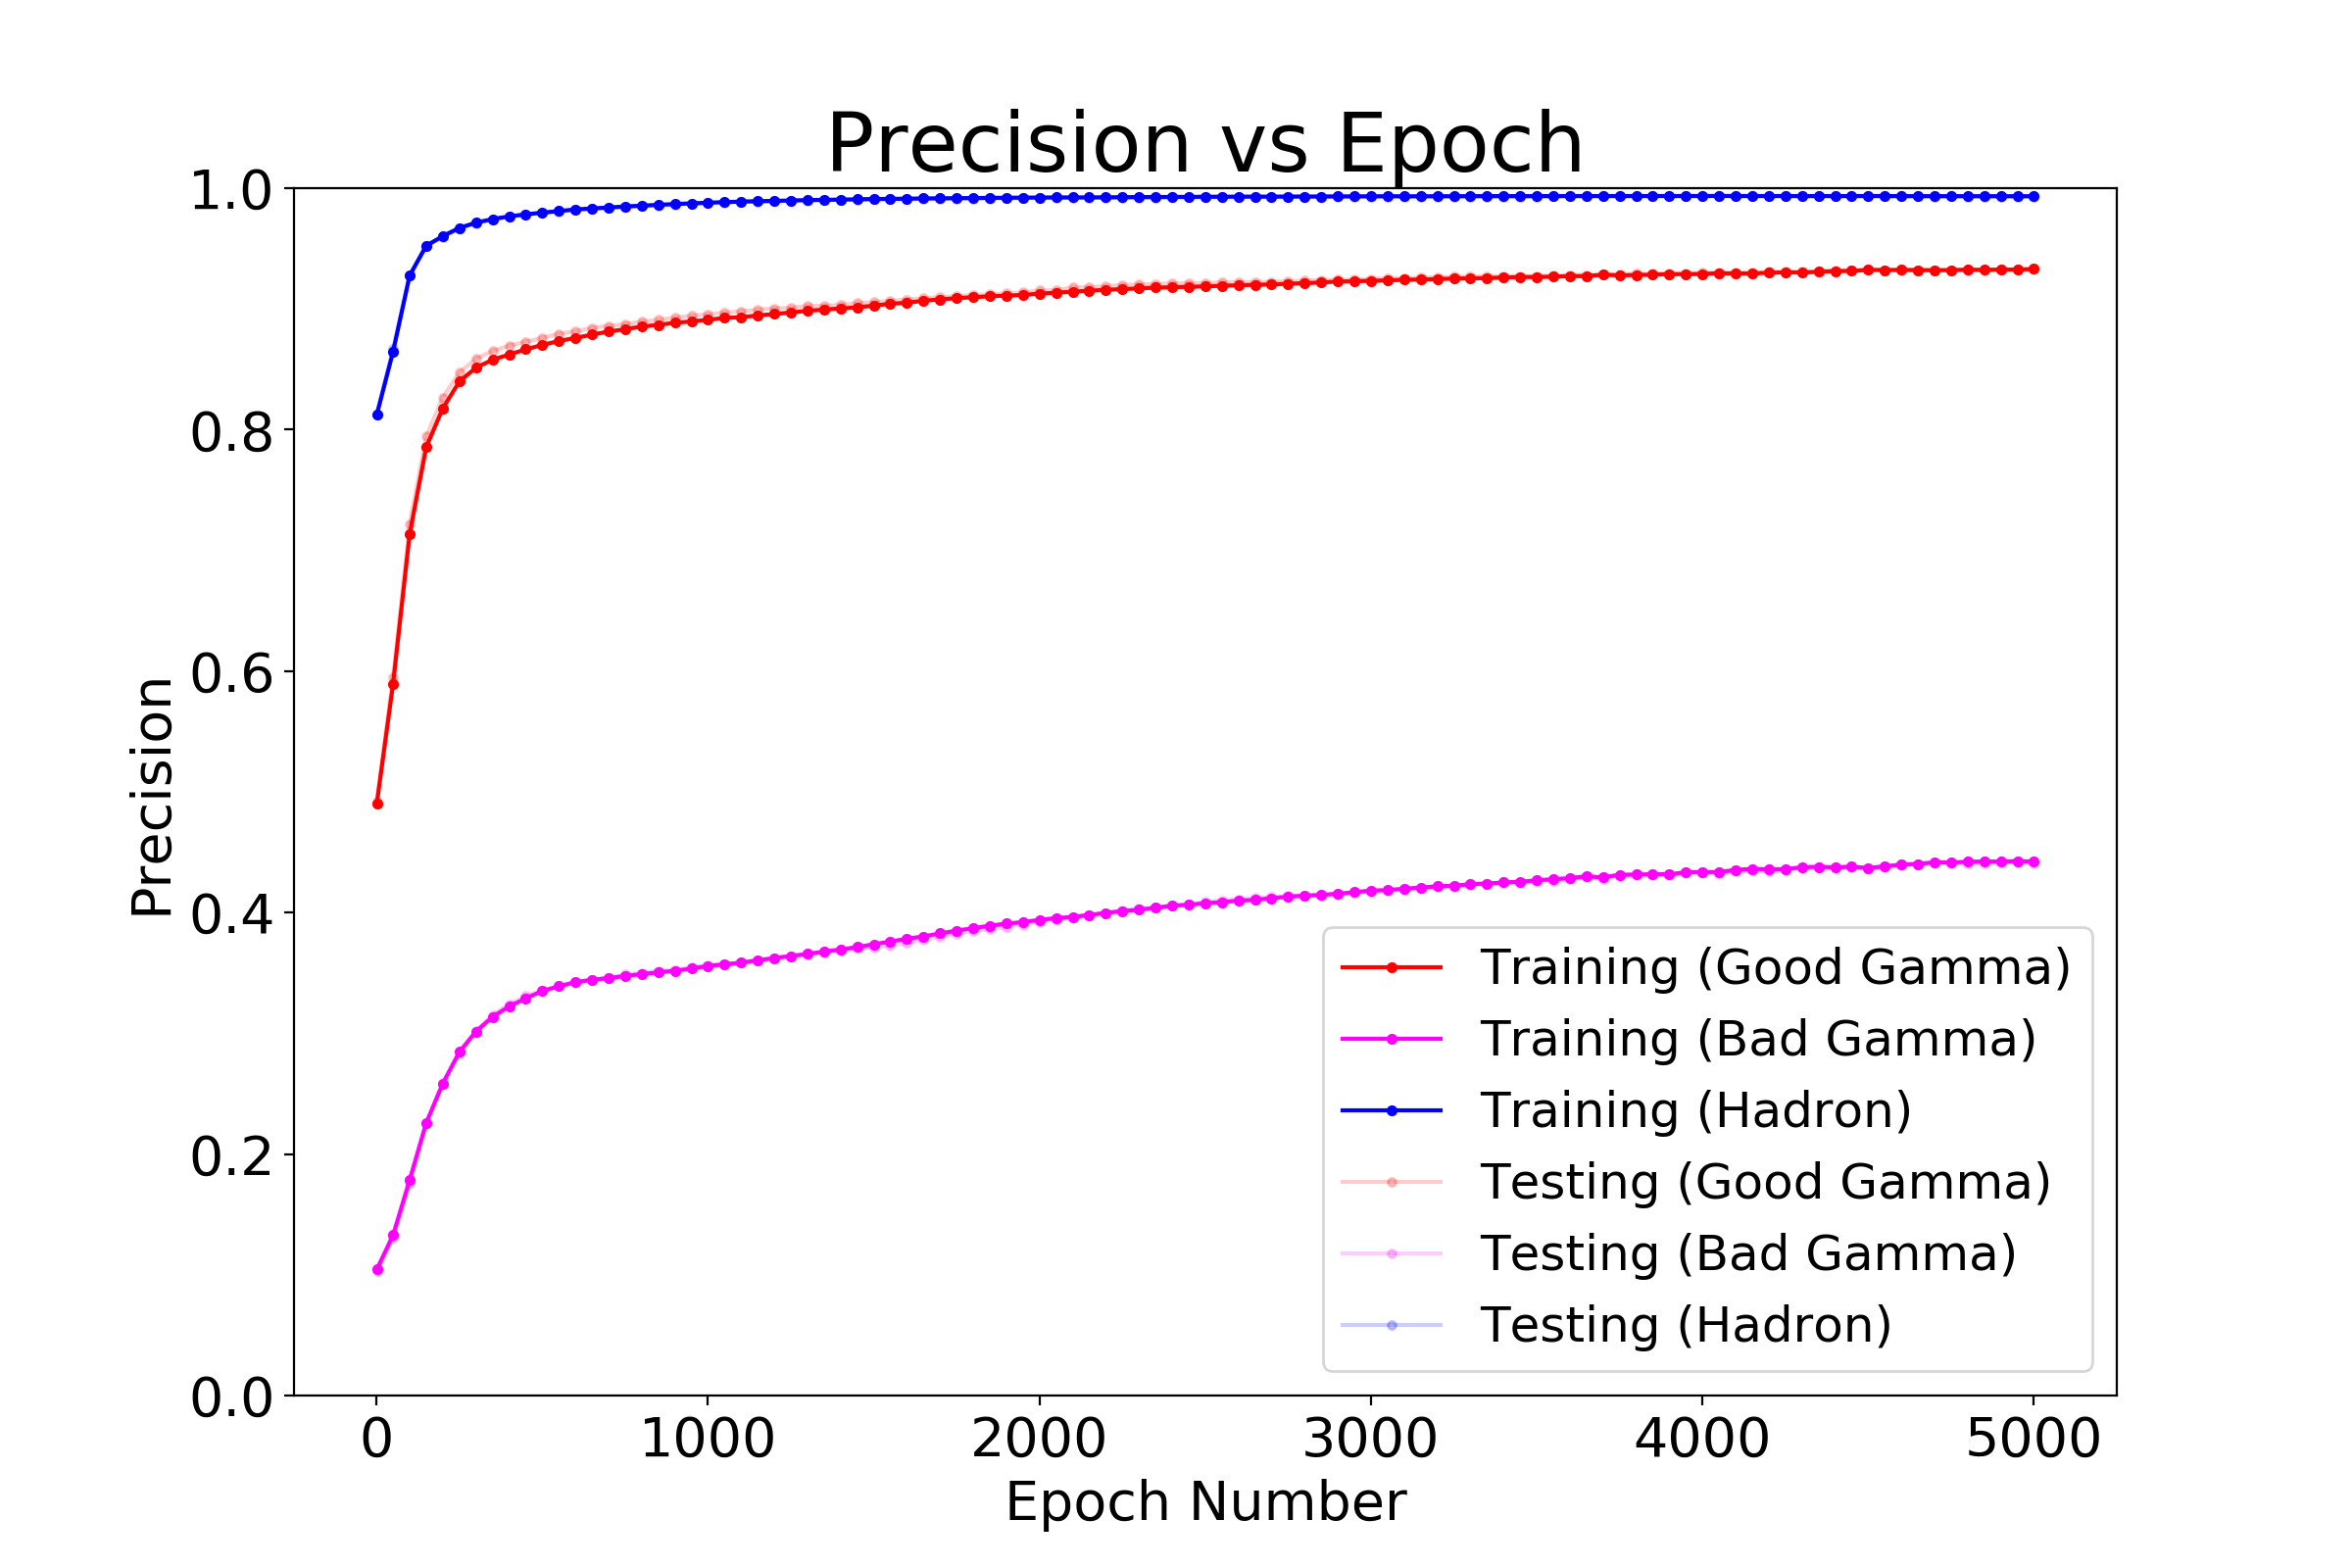 Precision vs Epoch
1.0
0.8
0.6
0.4
0.2
0.0
Precision
0 1000 2000 3000 4000 5000
Epoch Number
Training (Good Gamma)
Training (Bad Gamma)
Training (Hadron)
Testing (Good Gamma)
Testing (Bad Gamma)
Testing (Hadron)